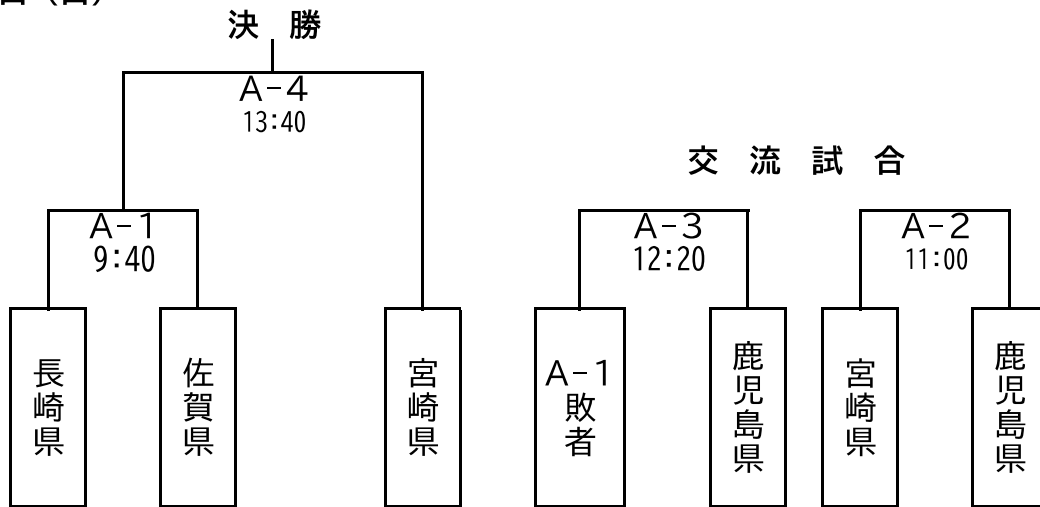 決 勝
A-4
13:40
交 流 試 合
A-1
9:40
A-3
12:20
A-2
11:00
長崎県
佐賀県
宮崎県
A-1
敗者
鹿児島県
宮崎県
鹿児島県